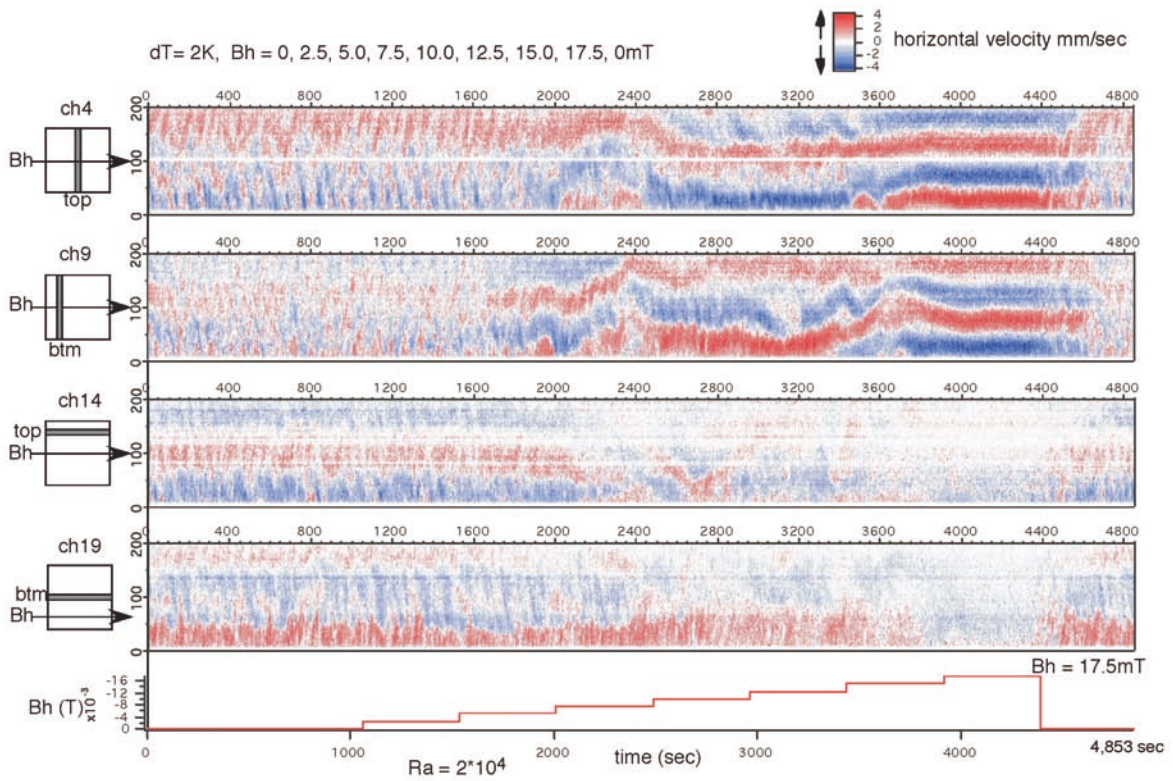 dT= 2K, Bh = 0, 2.5, 5.0, 7.5, 10.0, 12.5, 15.0, 17.5, 0mT
4
2
0
-2
-4
horizontal velocity mm/sec
0 400 800 1200 1600 2000 2400 2800 3200 3600 4000 4400 4800
ch4
Bh
top
200
100
0
0 400 800 1200 1600 2000 2400 2800 3200 3600 4000 4400 4800
ch9
Bh
btm
200
100
0
0 400 800 1200 1600 2000 2400 2800 3200 3600 4000 4400 4800
ch14
top
Bh
200
100
0
0 400 800 1200 1600 2000 2400 2800 3200 3600 4000 4400 4800
ch19
btm
Bh
200
100
0
Bh = 17.5mT
Bh (T)
x10-3
-16
-12
-8
-4
0
0 1000 2000 3000 4000
time (sec)
4,853 sec
Ra = 2*10^4